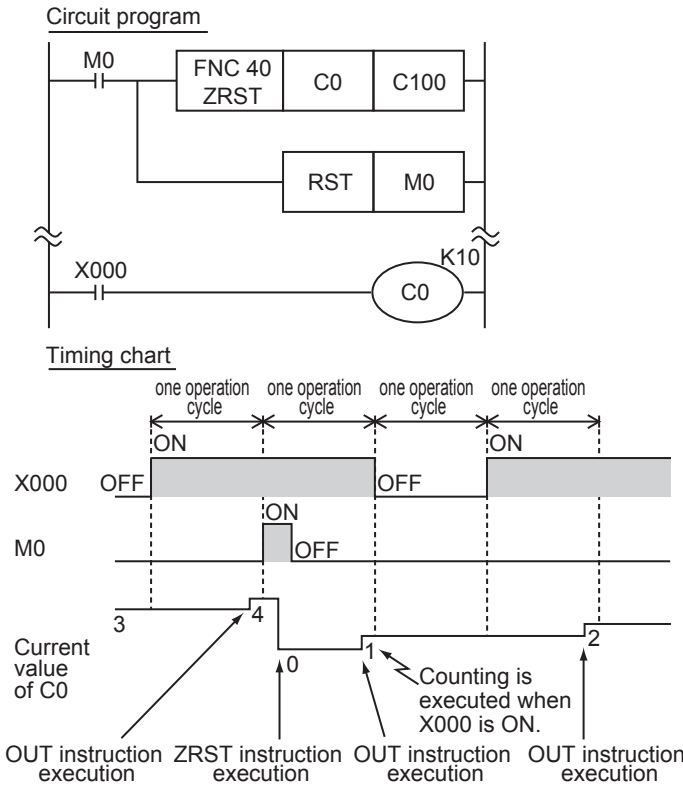 Circuit program
M0
FNC 40
ZRST
C0
C100
RST
M0
X000
K10
C0
Timing chart
one operation
cycle
one operation
cycle
one operation
cycle
one operation
cycle
ON
ON
X000
OFF
OFF
ON
M0
OFF
3
4
0
1
2
Current
value
of C0
Counting is
executed when
X000 is ON.
OUT instruction
execution
ZRST instruction
execution
OUT instruction
execution
OUT instruction
execution